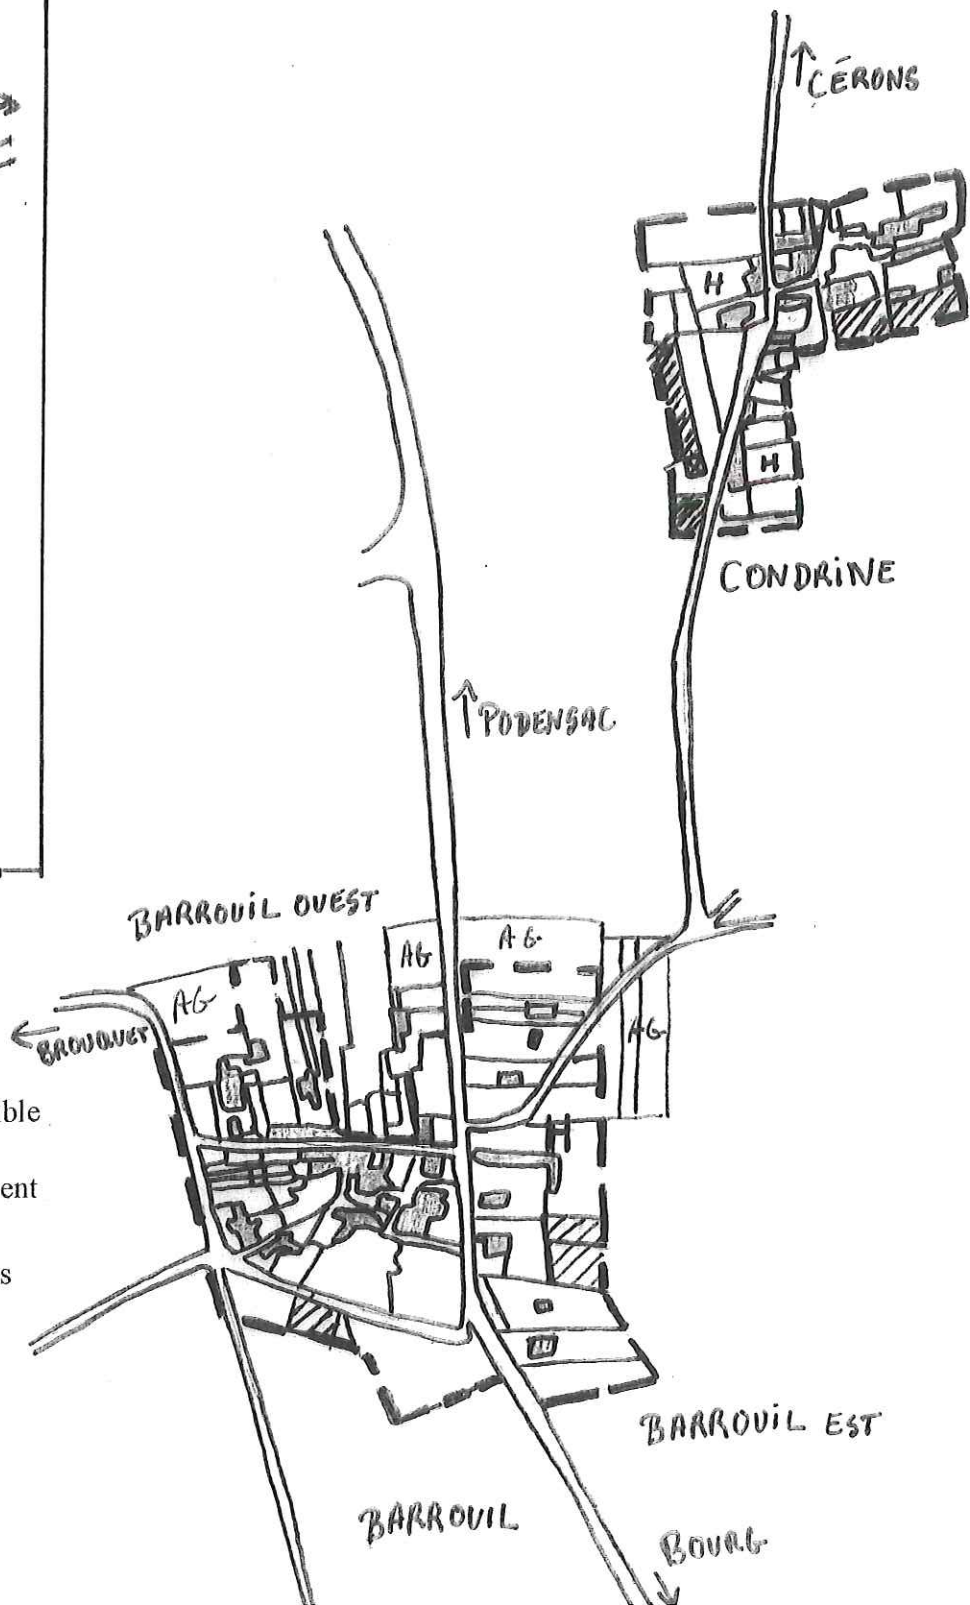 ↑ CÉRONS
H
H
CONDRINE
↑ PODENSAC
BARROUIL OUEST
AG
AG
AG
AG
← BROUQUET
H
ble
ent
s
BARROUIL EST
BARROUIL
BOURG